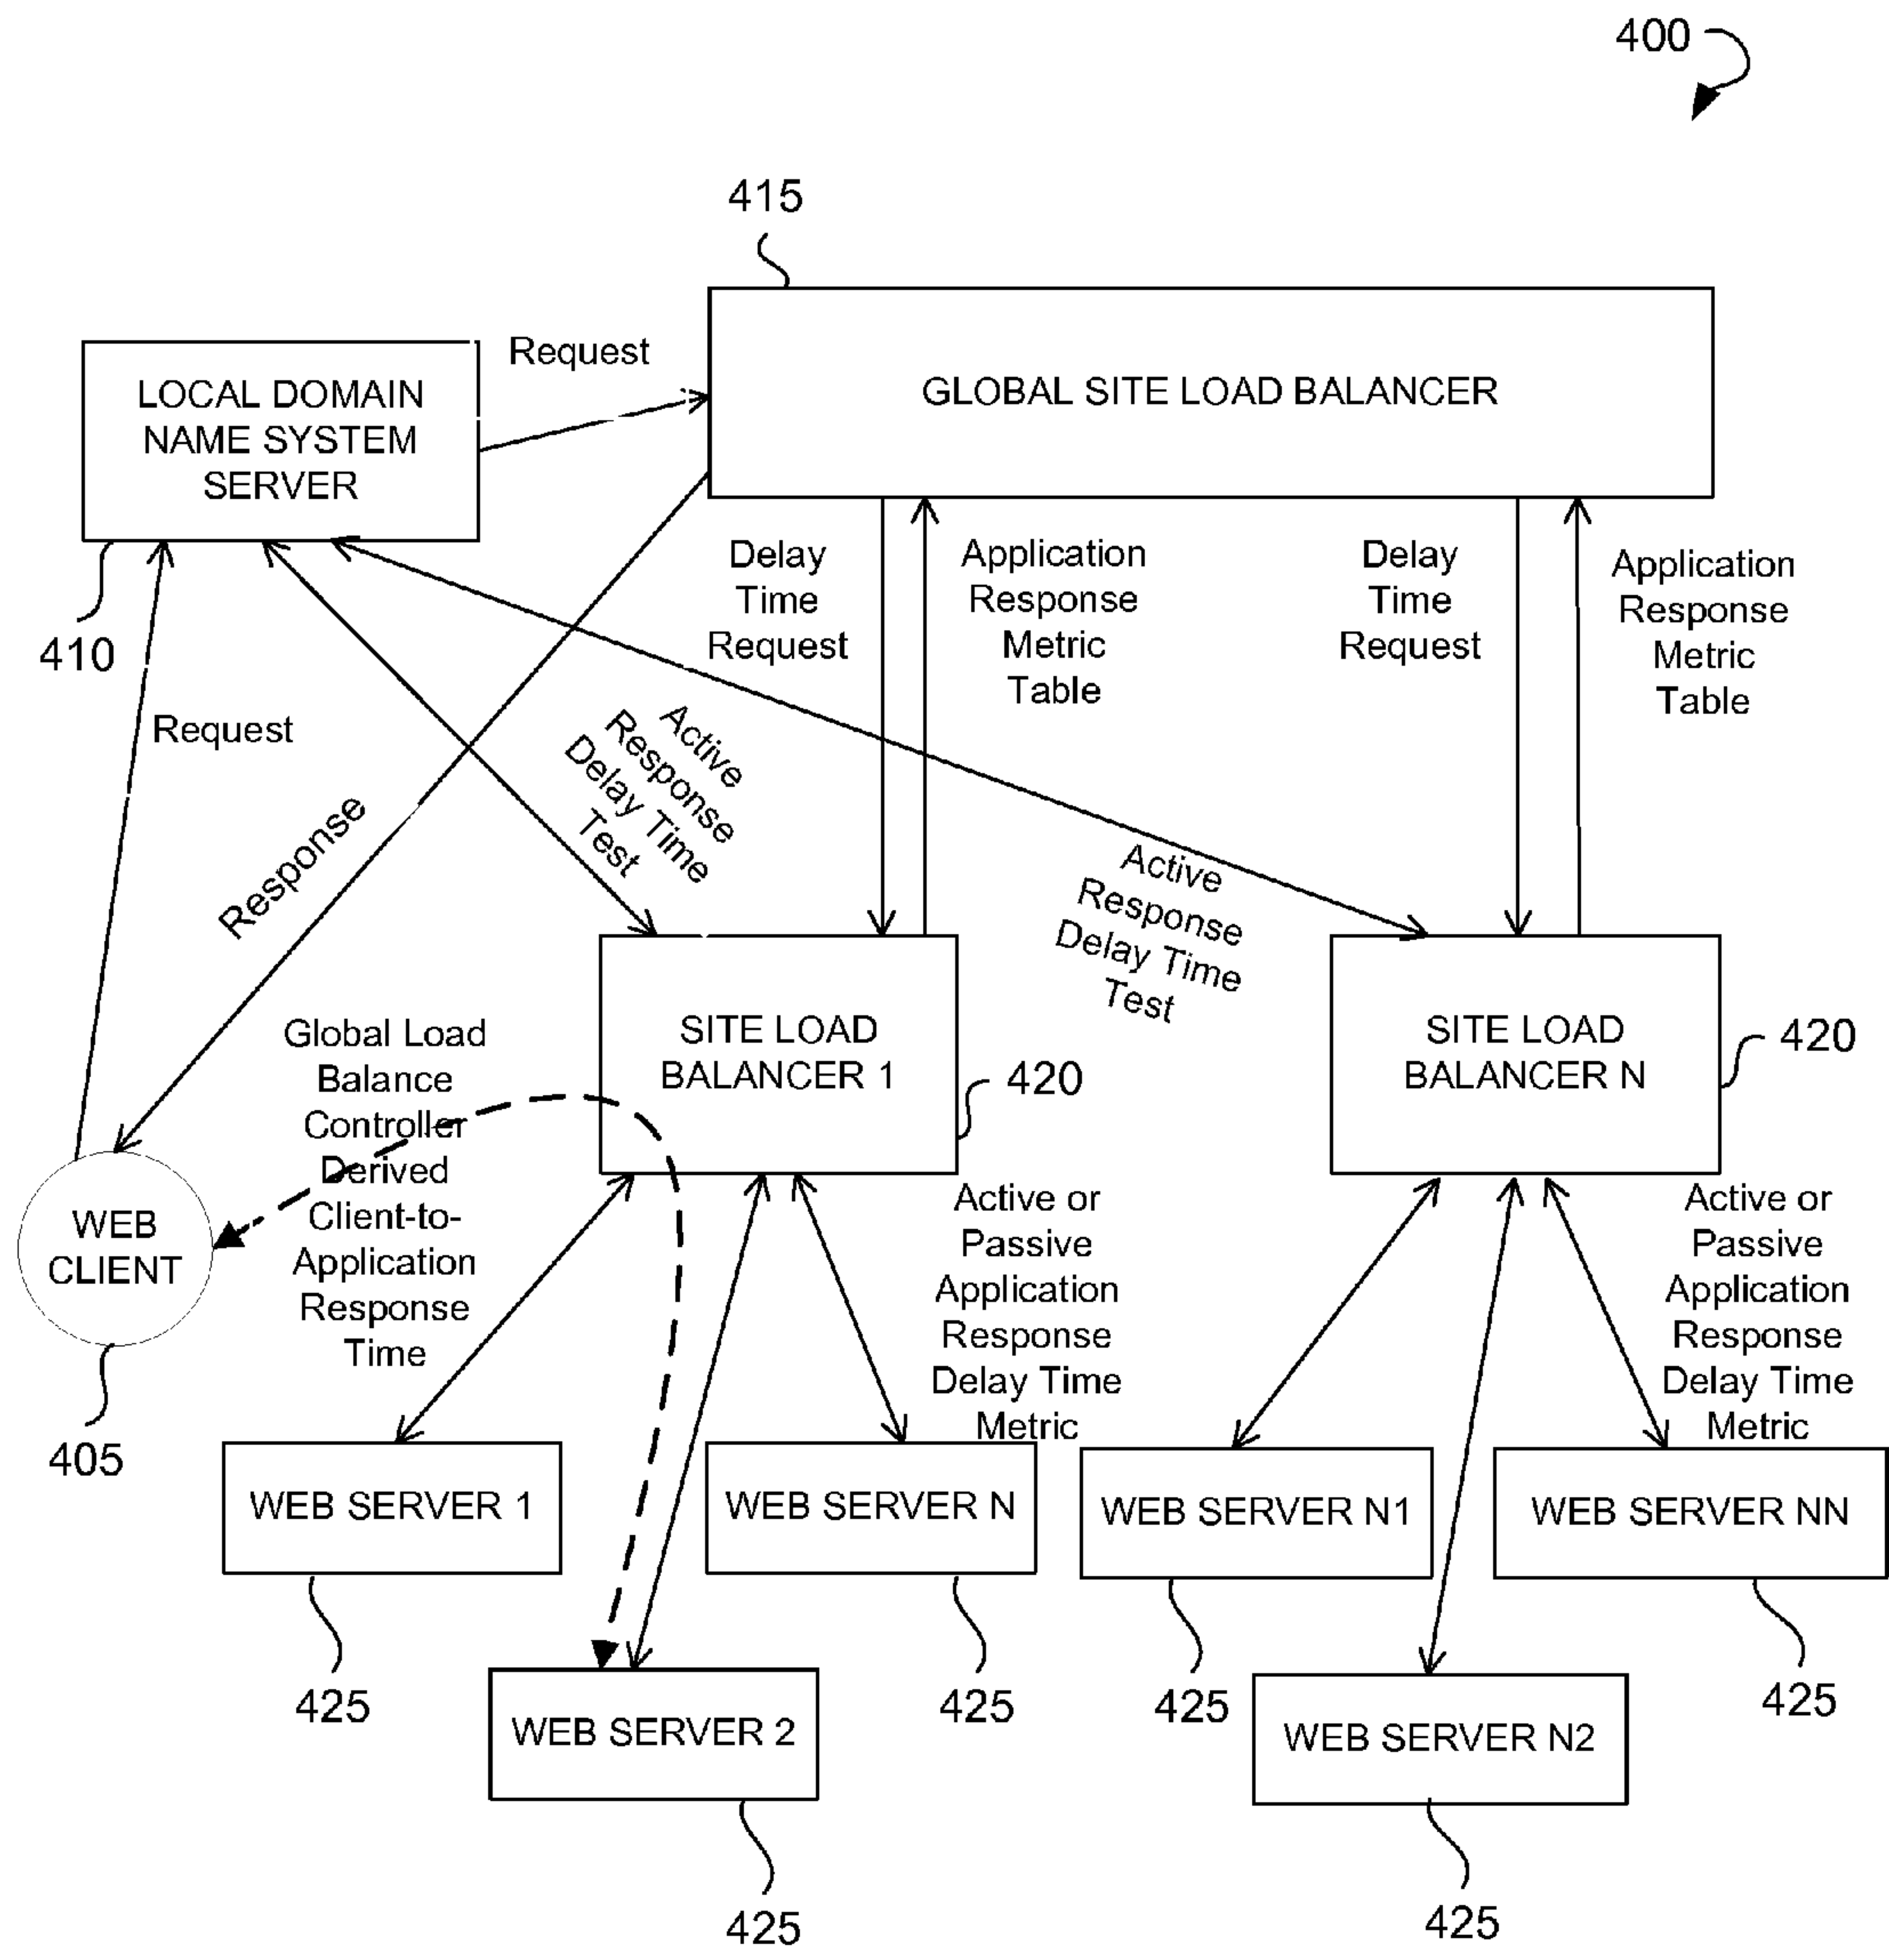 400
415
LOCAL DOMAIN
NAME SYSTEM
SERVER
Request
GLOBAL SITE LOAD BALANCER
410
Request
Response
Active
Response
Delay Time
Test
Delay
Time
Request
Application
Response
Metric
Table
Delay
Time
Request
Application
Response
Metric
Table
Active
Response
Delay Time
Test
SITE LOAD
BALANCER 1
420
SITE LOAD
BALANCER N
420
Global Load
Balance
Controller
Derived
Client-to-
Application
Response
Time
WEB
CLIENT
405
Active or
Passive
Application
Response
Delay Time
Metric
Active or
Passive
Application
Response
Delay Time
Metric
WEB SERVER 1
WEB SERVER N
WEB SERVER N1
WEB SERVER NN
425
425
425
425
WEB SERVER 2
WEB SERVER N2
425
425